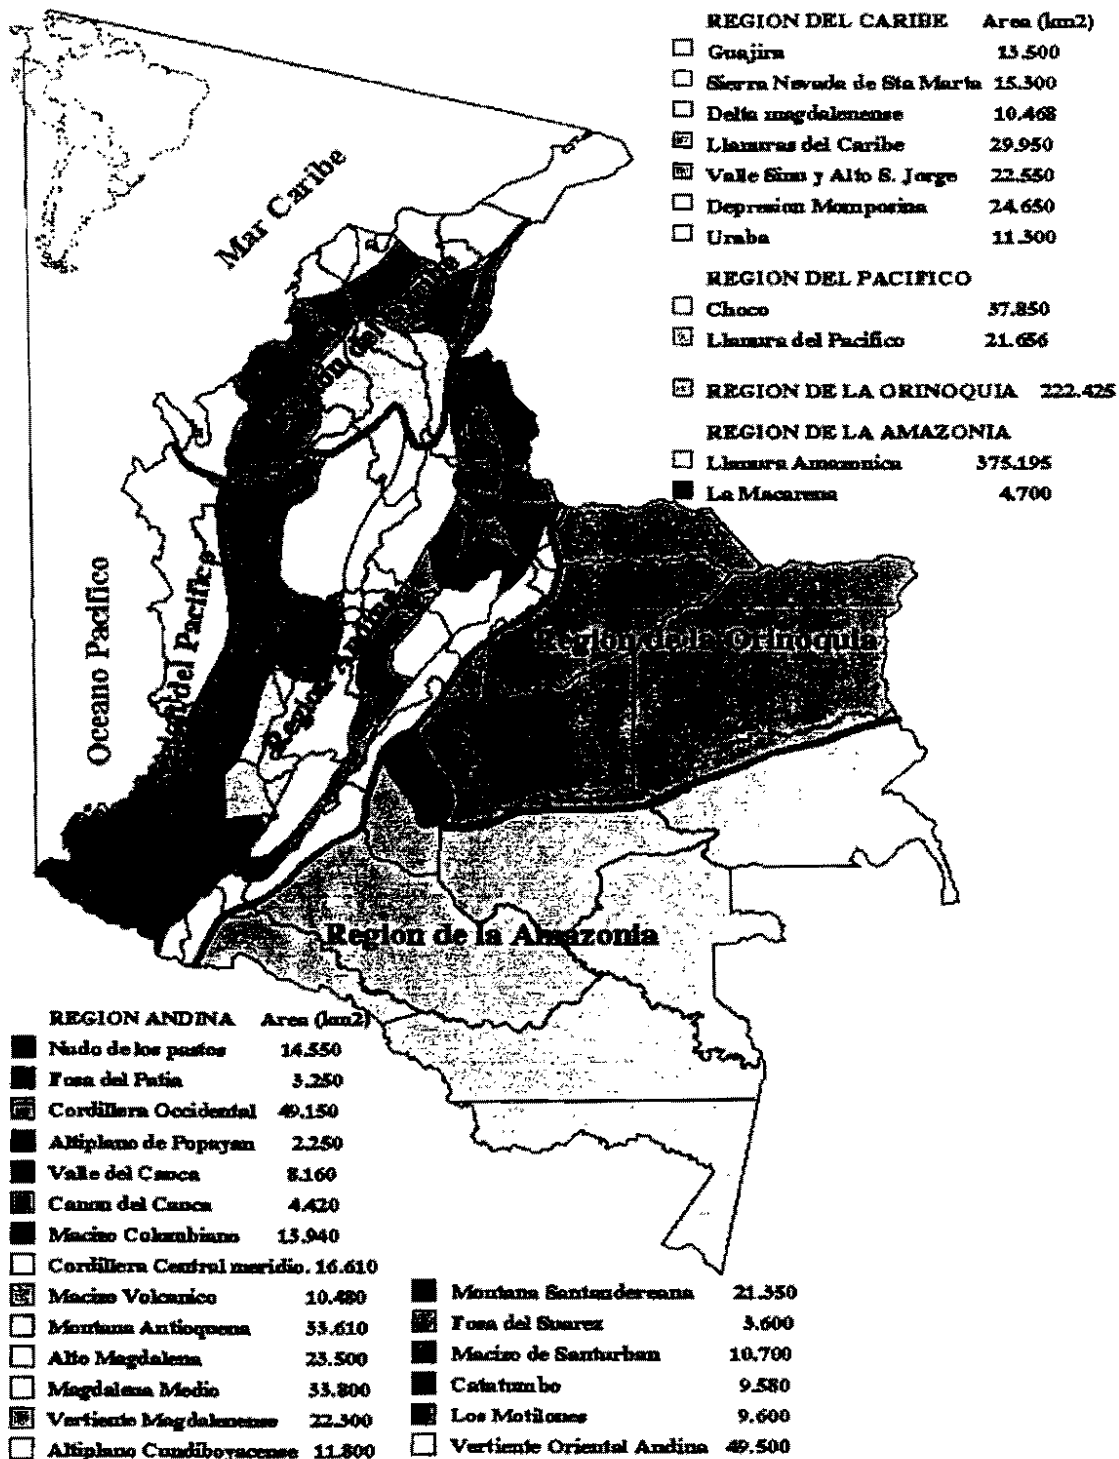 REGION DEL CARIBE Area (km2)
Guajira 13.500
Sierra Nevada de Sta Marta 15.300
Delta magdalenense 10.468
Llanuras del Caribe 29.950
Valle Sinu y Alto S. Jorge 22.550
Depresion Momposina 24.650
Uraba 11.300
REGION DEL PACIFICO
Choco 37.850
Llanura del Pacifico 21.656
REGION DE LA ORINOQUIA 222.425
REGION DE LA AMAZONIA
Llanura Amazonica 375.195
La Macarena 4.700
Mar Caribe
Oceano Pacifico
del Pacifico
Region
Region de la Orinoquia
Region de la Amazonia
REGION ANDINA Area (km2)
Nudo de los pastos 14.550
Fosa del Patia 3.250
Cordillera Occidental 49.150
Altiplano de Popayan 2.250
Valle del Cauca 8.160
Canon del Cauca 4.420
Macizo Colombiano 13.940
Cordillera Central meridio. 16.610
Macizo Volcanico 10.480
Montana Antioquena 33.610
Alto Magdalena 23.500
Magdalena Medio 33.800
Vertiente Magdalenense 22.300
Altiplano Cundiboyacense 11.800
Montana Santandereana 21.350
Fosa del Suarez 3.600
Macizo de Santurban 10.700
Catatumbo 9.580
Los Motilones 9.600
Vertiente Oriental Andina 49.500